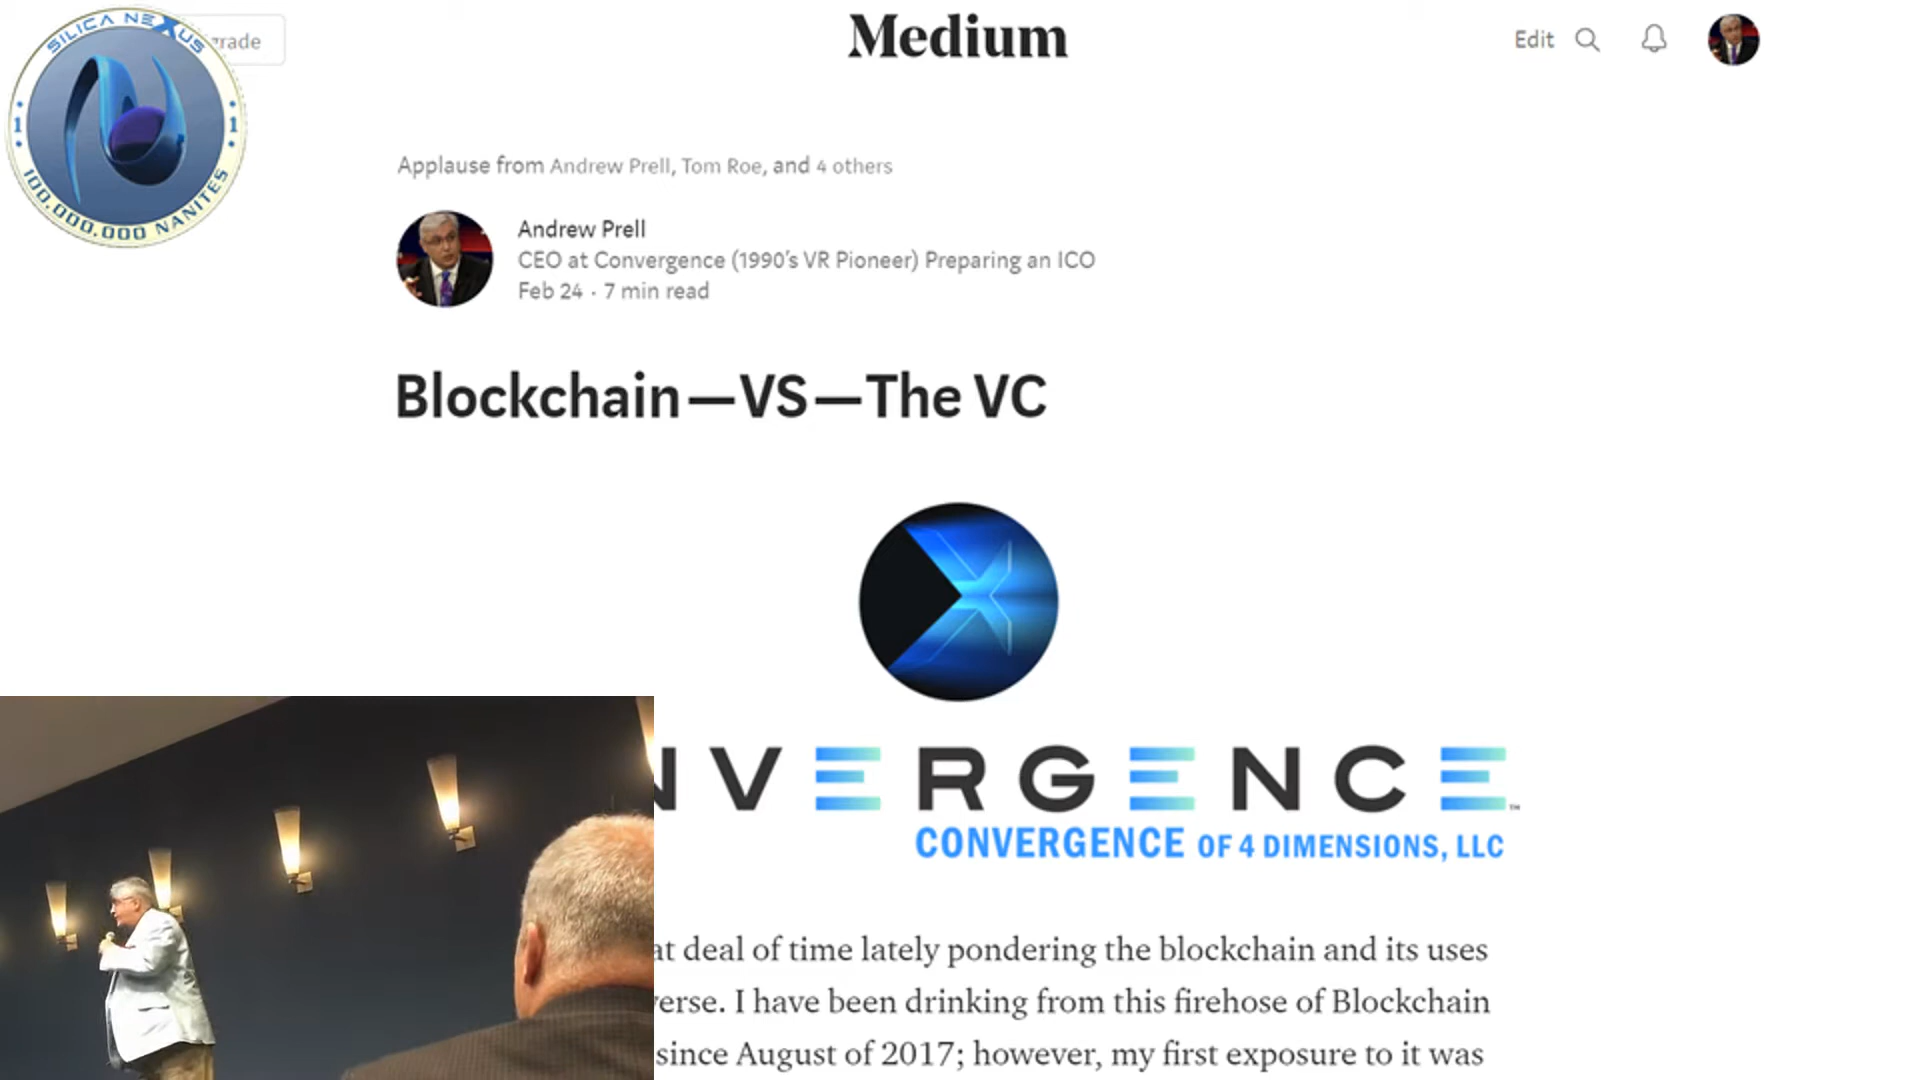 SILICA NEXUS
1 1
100,000,000 NANITES
grade
Medium
Edit
Applause from Andrew Prell, Tom Roe, and 4 others
Andrew Prell
CEO at Convergence (1990's VR Pioneer) Preparing an ICO
Feb 24 · 7 min read
Blockchain — VS — The VC
NVERGENCE™
CONVERGENCE OF 4 DIMENSIONS, LLC
at deal of time lately pondering the blockchain and its uses
verse. I have been drinking from this firehose of Blockchain
since August of 2017; however, my first exposure to it was